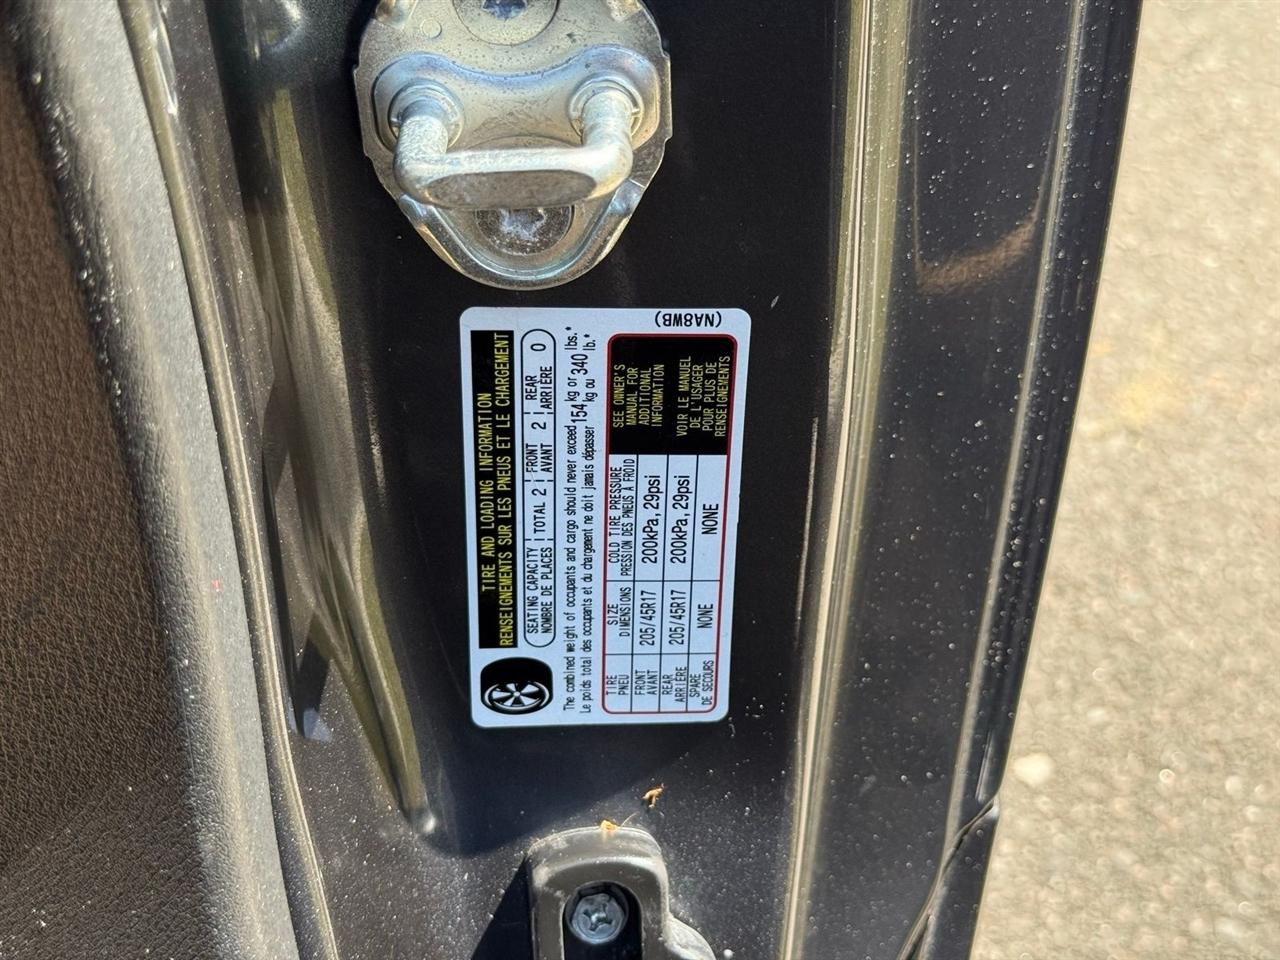 TIRE AND LOADING INFORMATION
RENSEIGNEMENTS SUR LES PNEUS ET LE CHARGEMENT
SEATING CAPACITY
NOMBRE DE PLACES
TOTAL 2
FRONT
AVANT
2
REAR
ARRIÈRE
0
The combined weight of occupants and cargo should never exceed 154 kg or 340 lbs.*
Le poids total des occupants et du chargement ne doit jamais dépasser kg ou lb.*
TIRE
PNEU
SIZE
DIMENSIONS
COLD TIRE PRESSURE
PRESSION DES PNEUS À FROID
FRONT
AVANT
205/45R17
200kPa, 29psi
REAR
ARRIÈRE
205/45R17
200kPa, 29psi
SPARE
DE SECOURS
NONE
NONE
SEE OWNER'S
MANUAL FOR
ADDITIONAL
INFORMATION
VOIR LE MANUEL
DE L'USAGER
POUR PLUS DE
RENSEIGNEMENTS
(NA8WB)